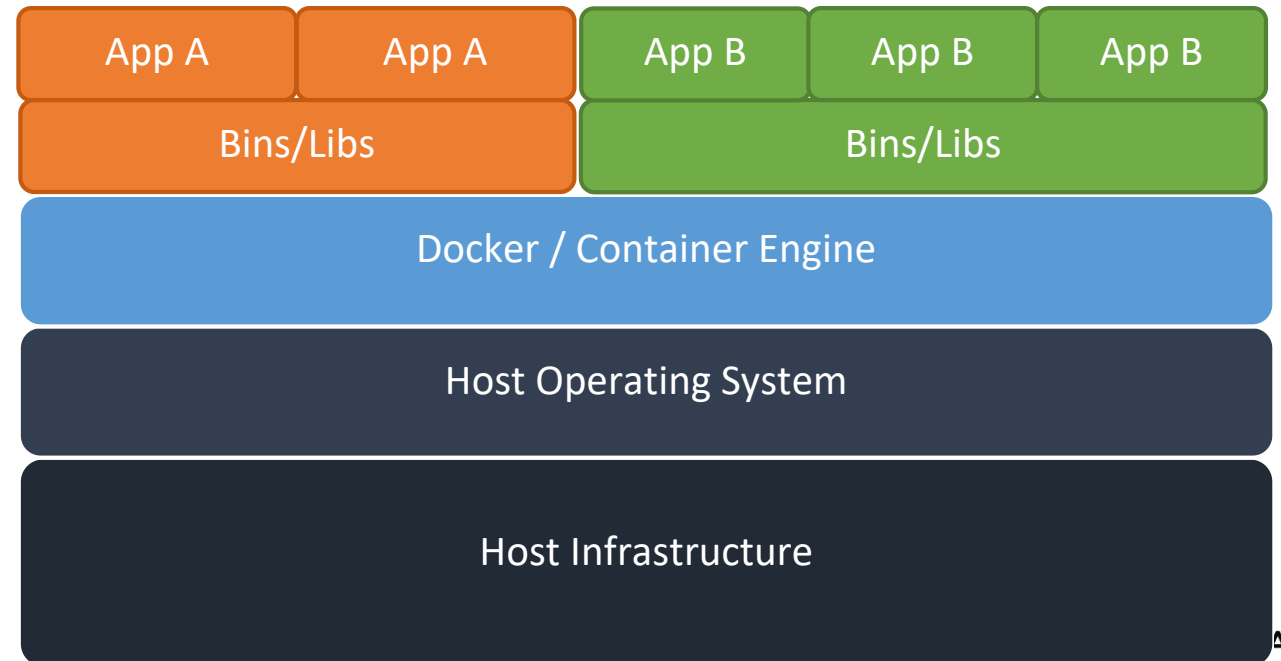 App A App A App B App B App B
Bins/Libs Bins/Libs
Docker / Container Engine
Host Operating System
Host Infrastructure